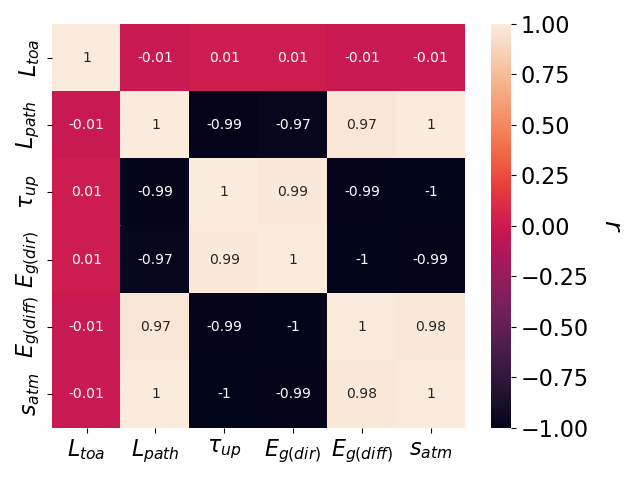 L_toa 1 -0.01 0.01 0.01 -0.01 -0.01
L_path -0.01 1 -0.99 -0.97 0.97 1
τ_up 0.01 -0.99 1 0.99 -0.99 -1
E_g(dir) 0.01 -0.97 0.99 1 -1 -0.99
E_g(diff) -0.01 0.97 -0.99 -1 1 0.98
s_atm -0.01 1 -1 -0.99 0.98 1
L_toa L_path τ_up E_g(dir) E_g(diff) s_atm
1.00
0.75
0.50
0.25
0.00
−0.25
−0.50
−0.75
−1.00
r